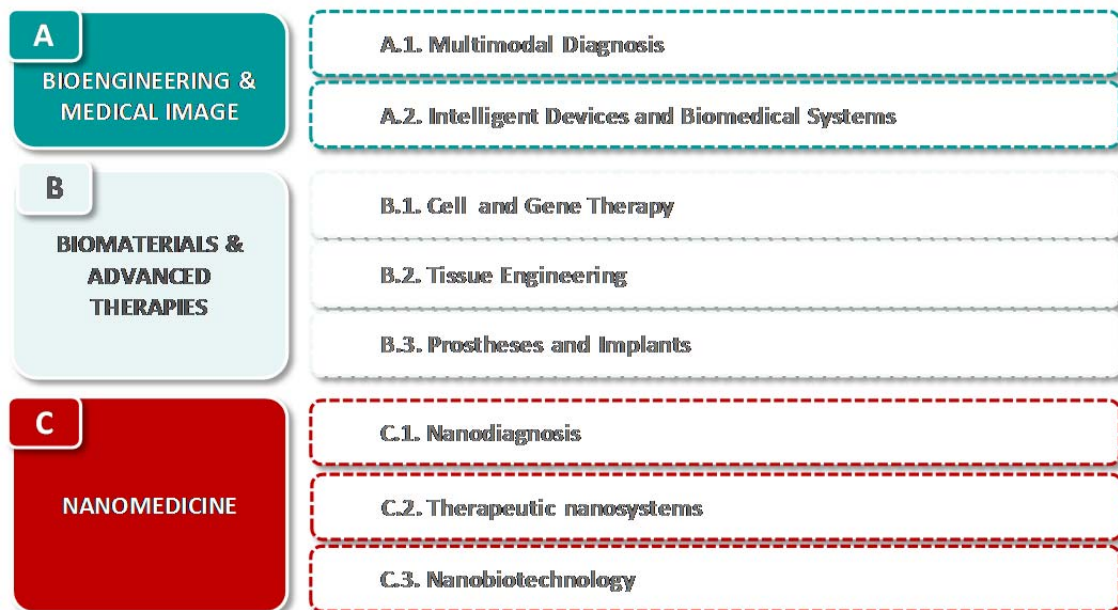 A
BIOENGINEERING &
MEDICAL IMAGE
A.1. Multimodal Diagnosis
A.2. Intelligent Devices and Biomedical Systems
B
BIOMATERIALS &
ADVANCED
THERAPIES
B.1. Cell and Gene Therapy
B.2. Tissue Engineering
B.3. Prostheses and Implants
C
NANOMEDICINE
C.1. Nanodiagnosis
C.2. Therapeutic nanosystems
C.3. Nanobiotechnology